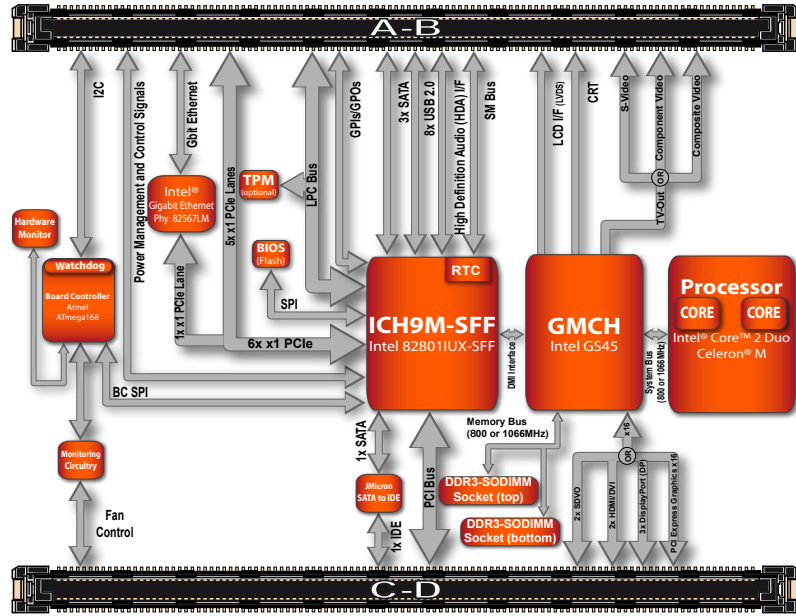 A-B
I2C
Power Management and Control Signals
Gbit Ethernet
5x x1 PCIe Lanes
LPC Bus
GPIs/GPOs
3x SATA
8x USB 2.0
High Definition Audio (HDA) I/F
SM Bus
LCD I/F (LVDS)
CRT
S-Video
Component Video
Composite Video
OR
TV-Out
TPM
(optional)
Intel®
Gigabit Ethernet
Phy 82567LM
Hardware
Monitor
BIOS
(Flash)
SPI
Watchdog
Board Controller
Atmel
ATmega168
1x x1 PCIe Lane
6x x1 PCIe
BC SPI
RTC
ICH9M-SFF
Intel 82801IUX-SFF
DMI Interface
GMCH
Intel GS45
System Bus
(800 or 1066MHz)
Processor
CORE
CORE
Intel® Core™ 2 Duo
Celeron® M
Memory Bus
(800 or 1066MHz)
x16
OR
Monitoring
Circuitry
1x SATA
JMicron
SATA to IDE
PCI Bus
DDR3-SODIMM
Socket (top)
DDR3-SODIMM
Socket (bottom)
2x SDVO
2x HDMI/DVI
3x DisplayPort (DP)
PCI Express Graphics x16
Fan
Control
1x IDE
C-D